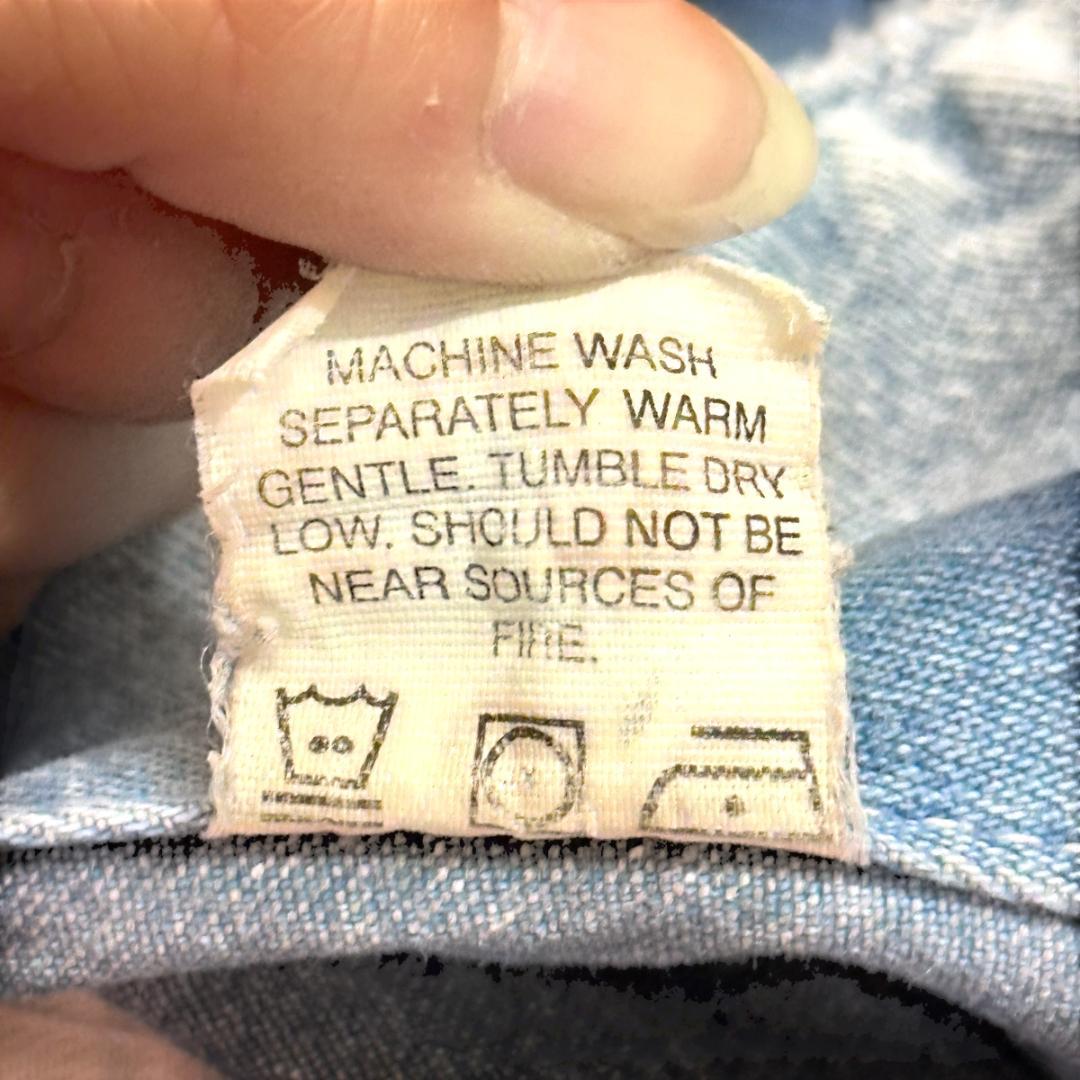 MACHINE WASH
SEPARATELY WARM
GENTLE. TUMBLE DRY
LOW. SHOULD NOT BE
NEAR SOURCES OF
FIRE.